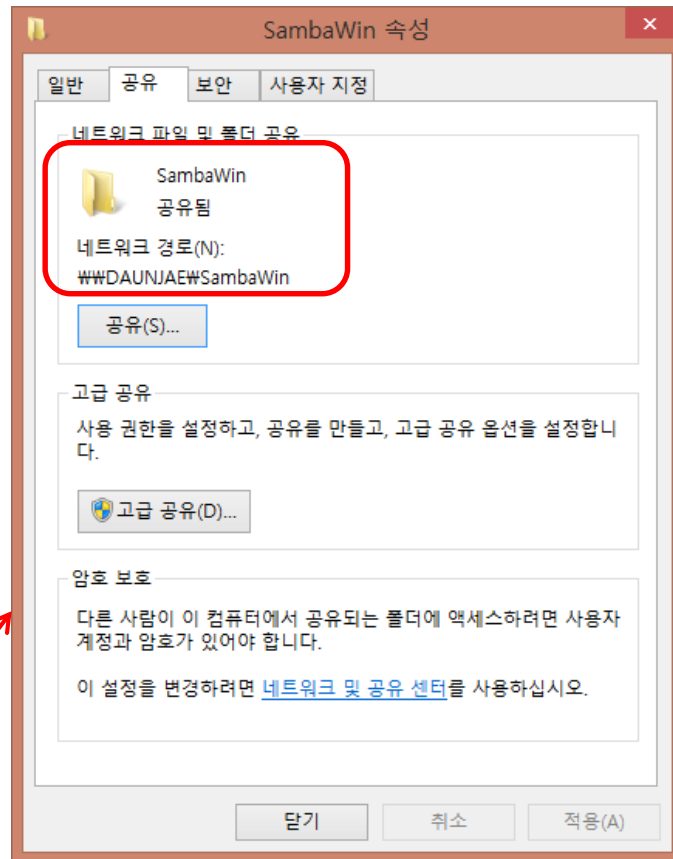 SambaWin 속성
×
일반 공유 보안 사용자 지정
네트워크 파일 및 폴더 공유
SambaWin
공유됨
네트워크 경로(N):
₩₩DAUNJAE₩SambaWin
공유(S)...
고급 공유
사용 권한을 설정하고, 공유를 만들고, 고급 공유 옵션을 설정합니
다.
고급 공유(D)...
암호 보호
다른 사람이 이 컴퓨터에서 공유되는 폴더에 액세스하려면 사용자
계정과 암호가 있어야 합니다.
이 설정을 변경하려면 네트워크 및 공유 센터를 사용하십시오.
닫기 취소 적용(A)